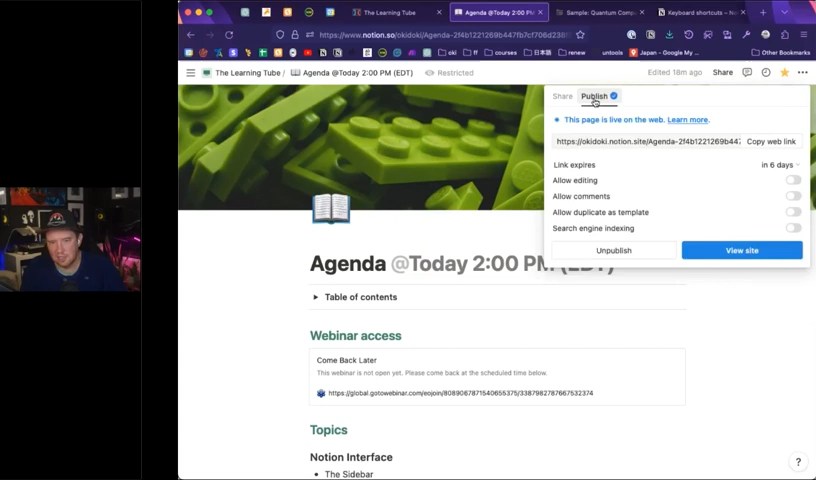 The Learning Tube
Agenda @Today 2:00 PM
Sample: Quantum Comp
Keyboard shortcuts – No
https://www.notion.so/okidoki/Agenda-2f4b1221269b447fb7cf706d238
oki
ff
courses
日本語
renew
untools
Japan - Google My ...
Other Bookmarks
The Learning Tube / Agenda @Today 2:00 PM (EDT)
Restricted
Edited 18m ago
Share
Share
Publish
This page is live on the web. Learn more.
https://okidoki.notion.site/Agenda-2f4b1221269b447
Copy web link
Link expires
in 6 days
Allow editing
Allow comments
Allow duplicate as template
Search engine indexing
Unpublish
View site
Agenda @Today 2:00 PM (EDT)
Table of contents
Webinar access
Come Back Later
This webinar is not open yet. Please come back at the scheduled time below.
https://global.gotowebinar.com/eojoin/8089067871540655375/3387982787667532374
Topics
Notion Interface
• The Sidebar
?